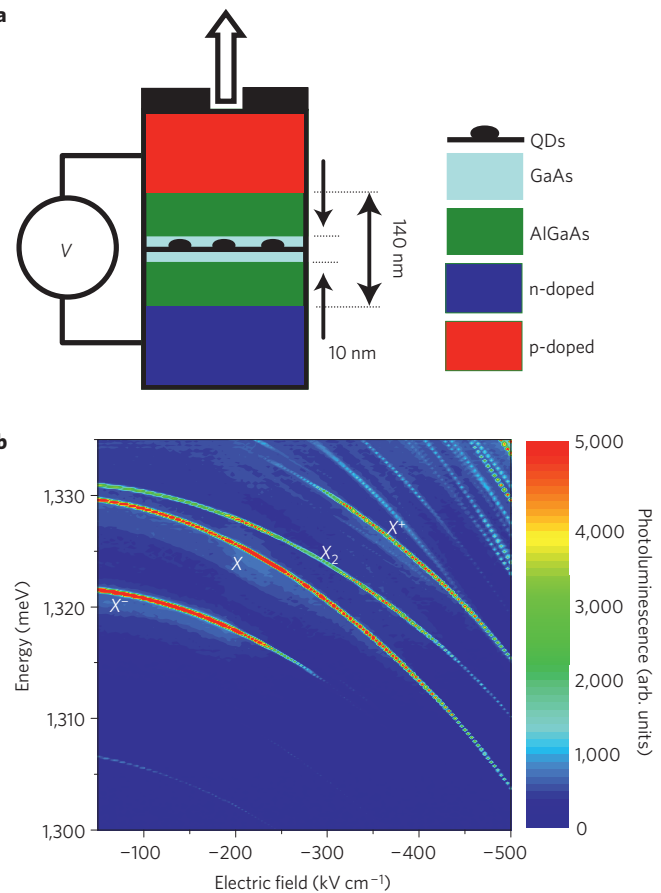 a
V
140 nm
10 nm
QDs
GaAs
AlGaAs
n-doped
p-doped
b
Energy (meV)
1,330
1,320
1,310
1,300
X⁻
X
X₂
X⁺
−100
−200
−300
−400
−500
Electric field (kV cm⁻¹)
5,000
4,000
3,000
2,000
1,000
0
Photoluminescence (arb. units)